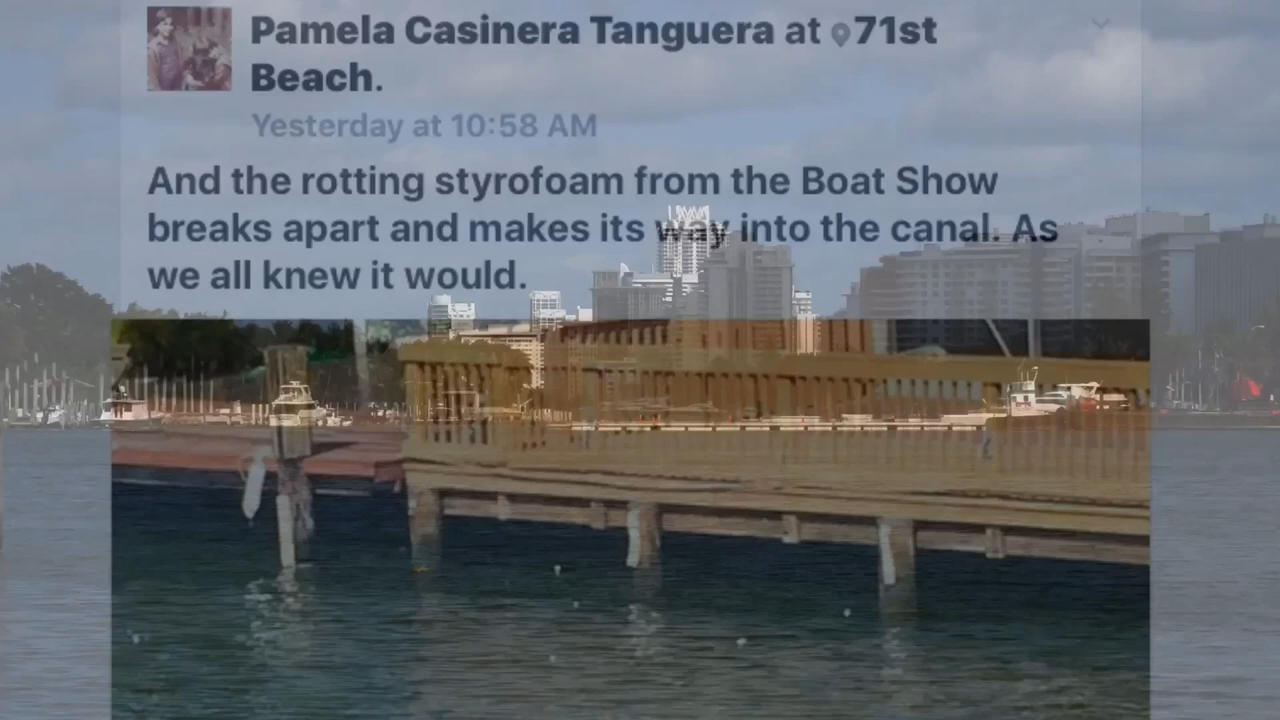 Pamela Casinera Tanguera at 71st
Beach.
Yesterday at 10:58 AM
And the rotting styrofoam from the Boat Show
breaks apart and makes its way into the canal. As
we all knew it would.